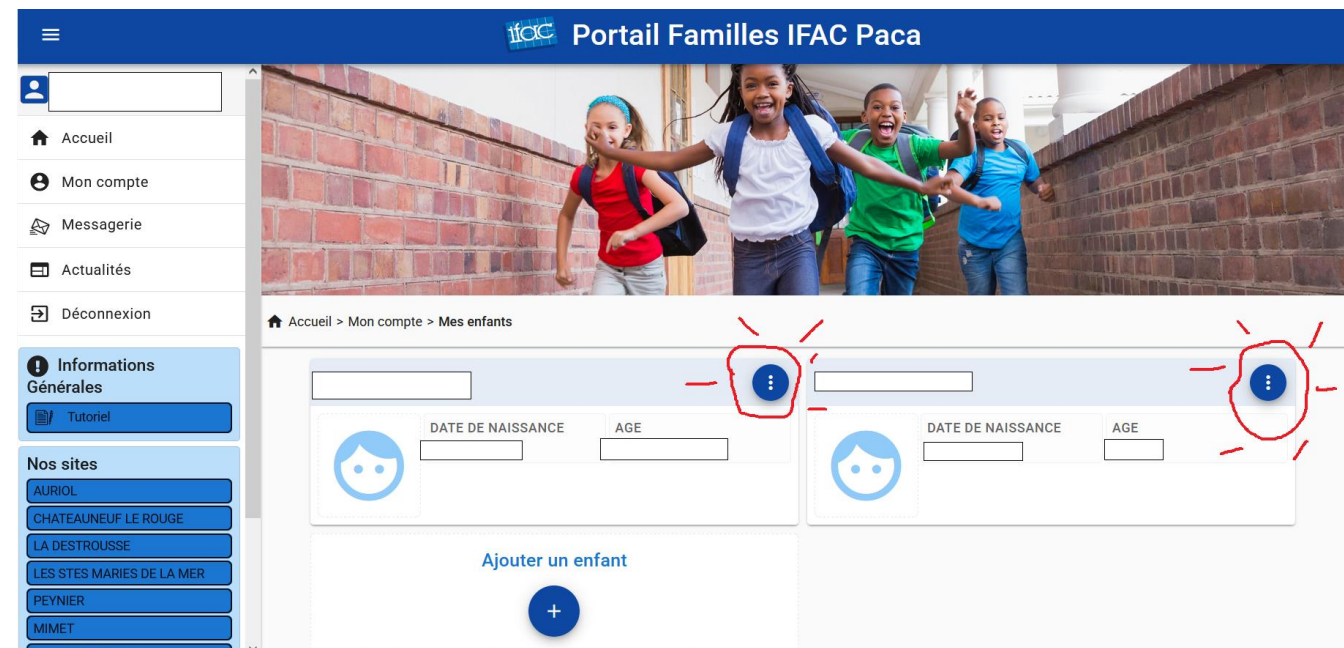 ifac Portail Familles IFAC Paca
Accueil
Mon compte
Messagerie
Actualités
Déconnexion
Informations
Générales
Tutoriel
Nos sites
AURIOL
CHATEAUNEUF LE ROUGE
LA DESTROUSSE
LES STES MARIES DE LA MER
PEYNIER
MIMET
Accueil > Mon compte > Mes enfants
DATE DE NAISSANCE AGE
DATE DE NAISSANCE AGE
Ajouter un enfant